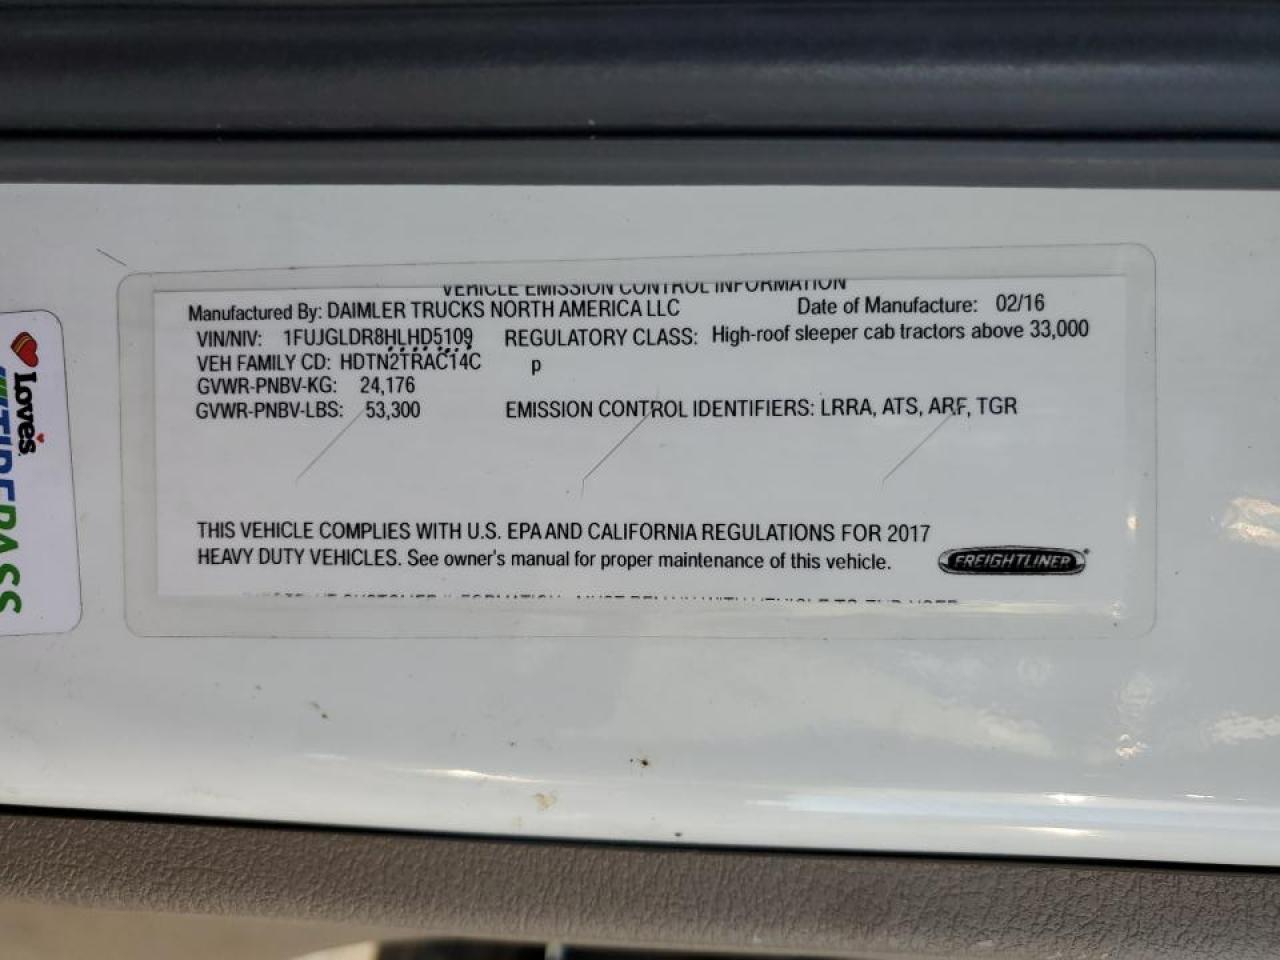 VEHICLE EMISSION CONTROL INFORMATION
Manufactured By: DAIMLER TRUCKS NORTH AMERICA LLC
Date of Manufacture: 02/16
VIN/NIV: 1FUJGLDR8HLHD5109
REGULATORY CLASS: High-roof sleeper cab tractors above 33,000
p
VEH FAMILY CD: HDTN2TRAC14C
GVWR-PNBV-KG: 24,176
GVWR-PNBV-LBS: 53,300
EMISSION CONTROL IDENTIFIERS: LRRA, ATS, ARF, TGR
THIS VEHICLE COMPLIES WITH U.S. EPA AND CALIFORNIA REGULATIONS FOR 2017
HEAVY DUTY VEHICLES. See owner's manual for proper maintenance of this vehicle.
FREIGHTLINER
Love's